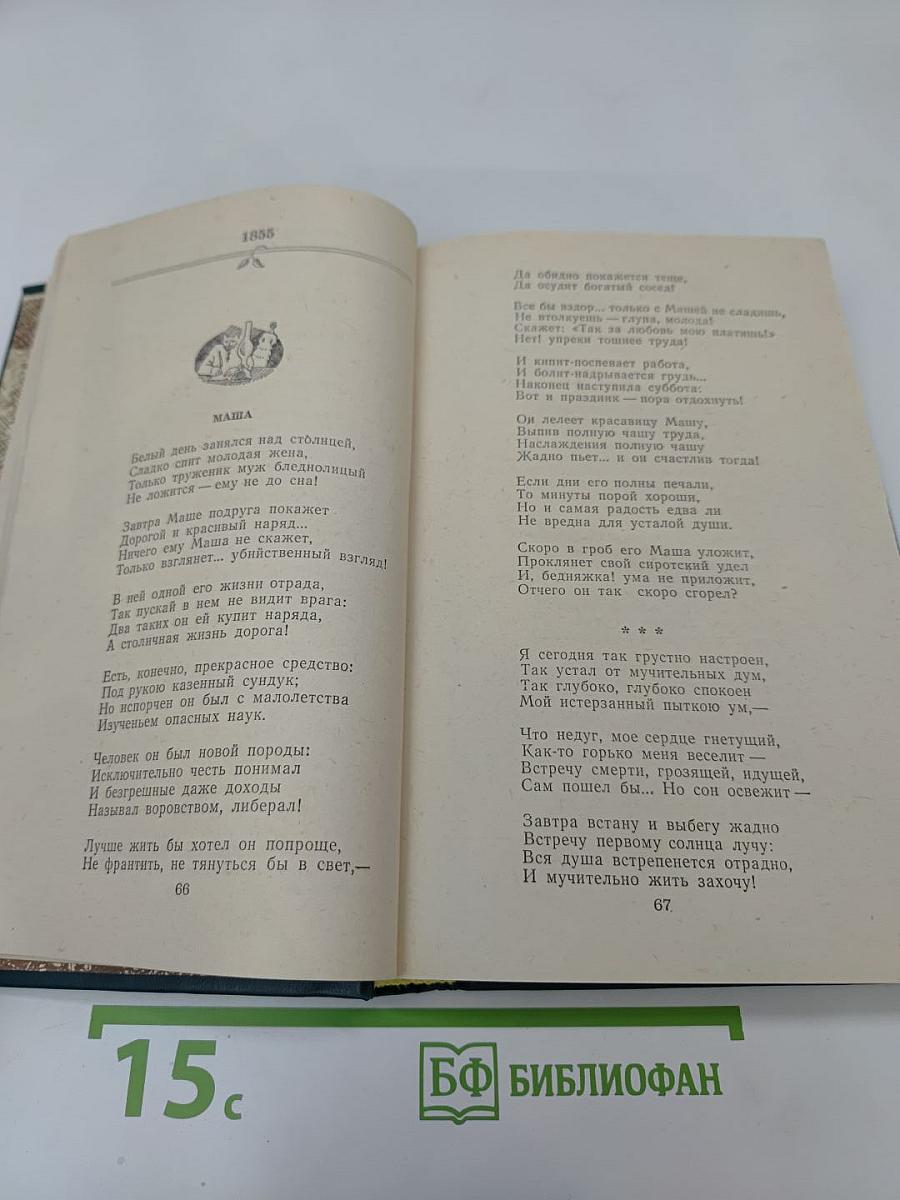 1855
МАША
Белый день занялся над столицей,
Сладко спит молодая жена,
Только труженик муж бледнолицый
Не ложится — ему не до сна!
Завтра Маше подруга покажет
Дорогой и красивый наряд...
Ничего ему Маша не скажет,
Только взглянет... убийственный взгляд!
В ней одной его жизни отрада,
Так пускай в нем не видит врага:
Два таких он ей купит наряда,
А столичная жизнь дорога!
Есть, конечно, прекрасное средство:
Под рукою казенный сундук;
Но испорчен он был с малолетства
Изученьем опасных наук.
Человек он был новой породы:
Исключительно честь понимал
И безгрешные даже доходы
Называл воровством, либерал!
Лучше жить бы хотел он попроще,
Не франтить, не тянуться бы в свет,—
66
Да обидно покажется теще,
Да осудит богатый сосед!
Все бы вздор... только с Машей не сладишь,
Не втолкуешь — глупа, молода!
Скажет: «Так за любовь мою платишь!»
Нет! упреки тошнее труда!
И кипит-поспевает работа,
И болит-надрывается грудь...
Наконец наступила суббота:
Вот и праздник — пора отдохнуть!
Он лелеет красавицу Машу,
Выпив полную чашу труда,
Наслаждения полную чашу
Жадно пьет... и он счастлив тогда!
Если дни его полны печали,
То минуты порой хороши,
Но и самая радость едва ли
Не вредна для усталой души.
Скоро в гроб его Маша уложит,
Проклянет свой сиротский удел
И, бедняжка! ума не приложит,
Отчего он так скоро сгорел?
* * *
Я сегодня так грустно настроен,
Так устал от мучительных дум,
Так глубоко, глубоко спокоен
Мой истерзанный пыткою ум,—
Что недуг, мое сердце гнетущий,
Как-то горько меня веселит —
Встречу смерти, грозящей, идущей,
Сам пошел бы... Но сон освежит —
Завтра встану и выбегу жадно
Встречу первому солнца лучу:
Вся душа встрепенется отрадно,
И мучительно жить захочу!
67
15с
БФ БИБЛИОФАН